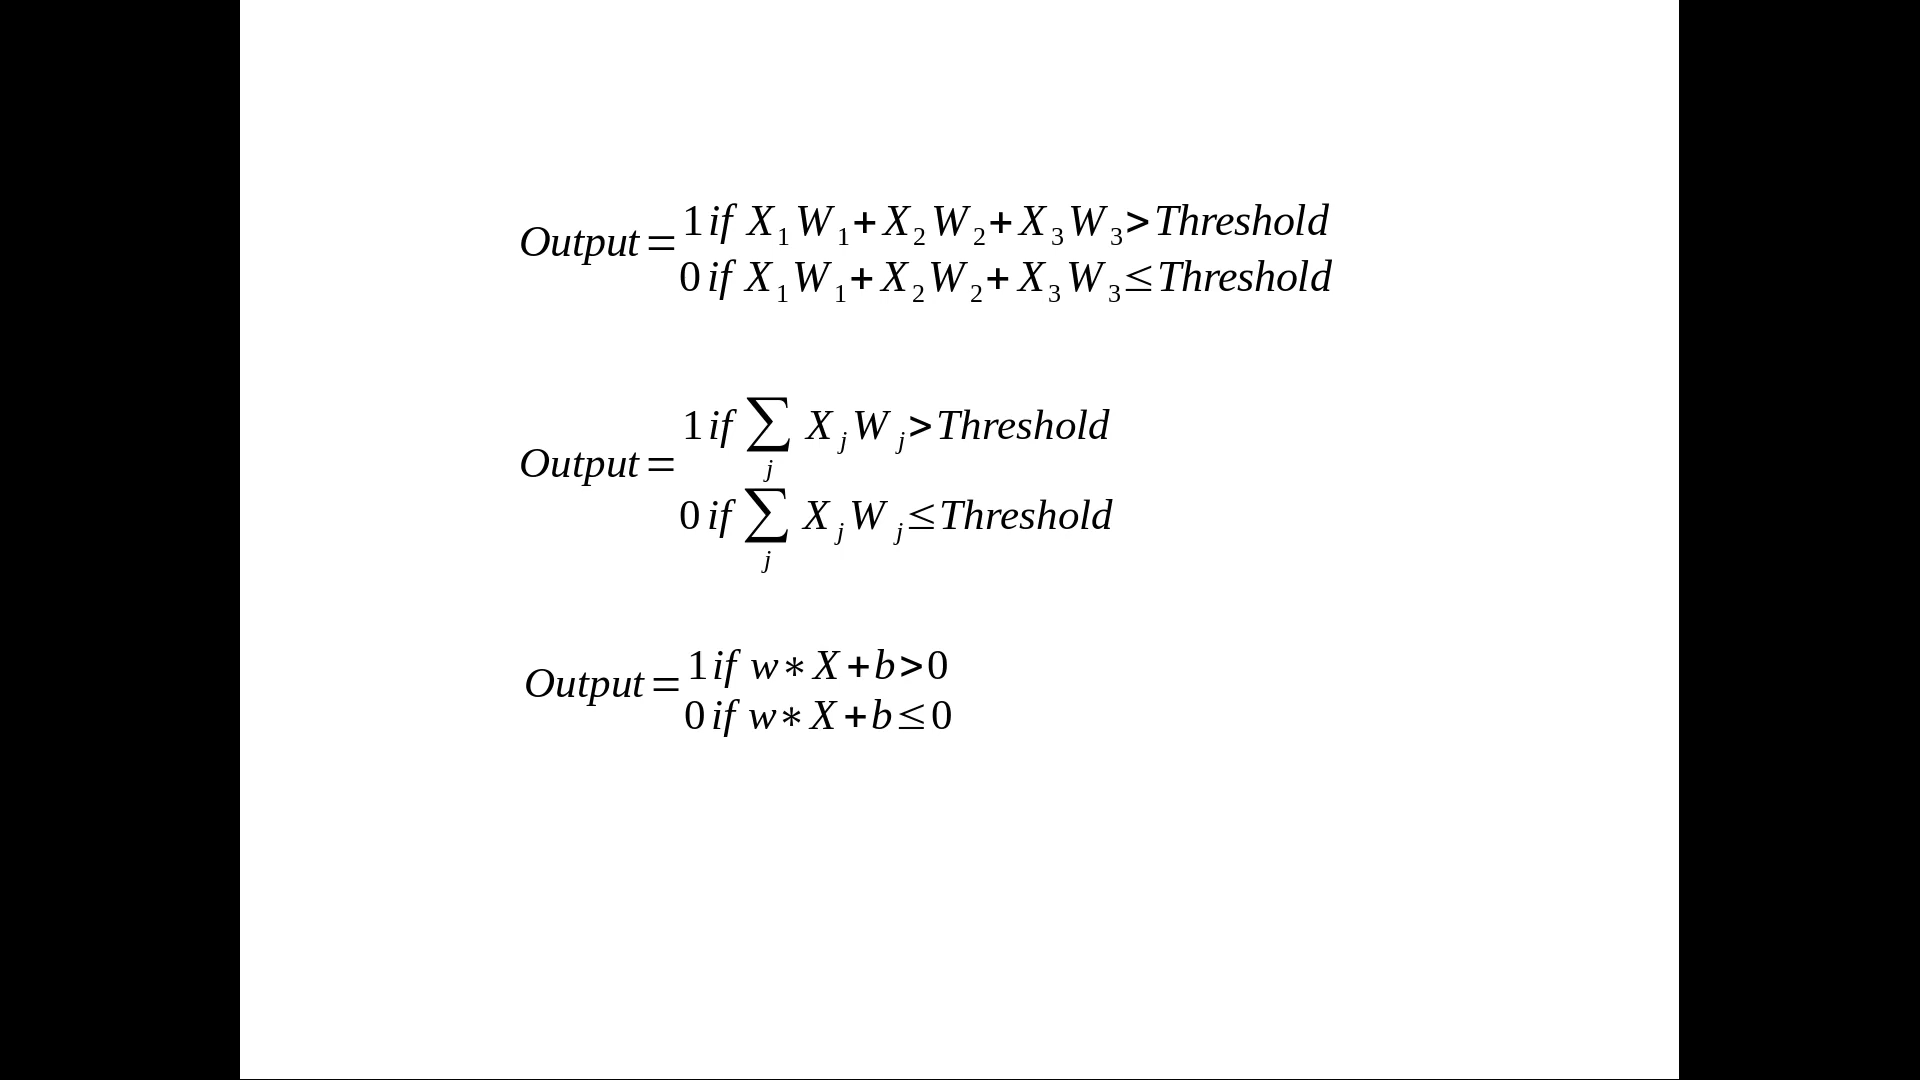 Output = 1 if X₁W₁ + X₂W₂ + X₃W₃ > Threshold
0 if X₁W₁ + X₂W₂ + X₃W₃ ≤ Threshold
Output = 1 if ∑ⱼ XⱼWⱼ > Threshold
0 if ∑ⱼ XⱼWⱼ ≤ Threshold
Output = 1 if w∗X + b > 0
0 if w∗X + b ≤ 0